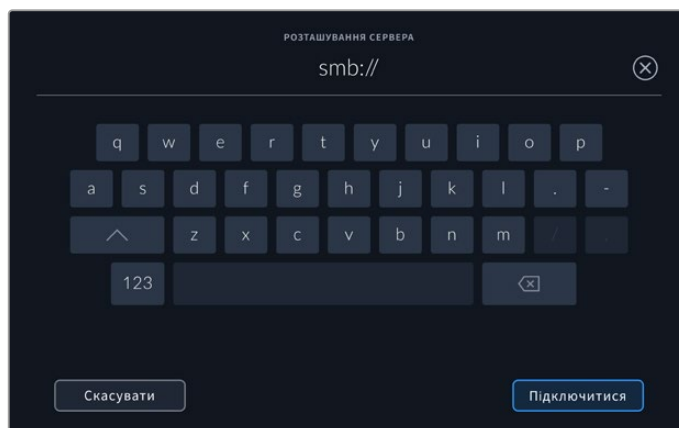 РОЗТАШУВАННЯ СЕРВЕРА
smb://
q w e r t y u i o p
a s d f g h j k l . -
z x c v b n m /
123
Скасувати Підключитися